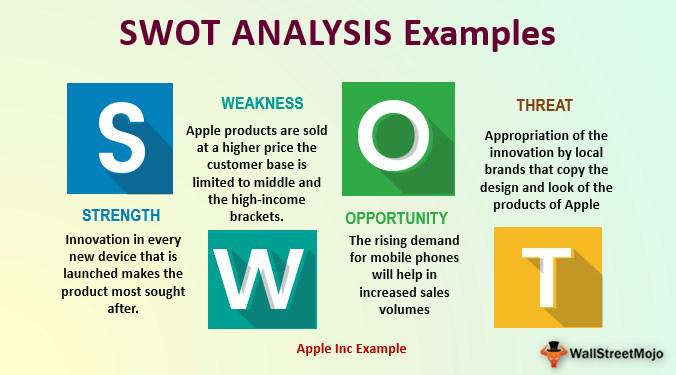 SWOT ANALYSIS Examples
S
STRENGTH
Innovation in every
new device that is
launched makes the
product most sought
after.
WEAKNESS
Apple products are sold
at a higher price the
customer base is
limited to middle and
the high-income
brackets.
W
O
OPPORTUNITY
The rising demand
for mobile phones
will help in
increased sales
volumes
THREAT
Appropriation of the
innovation by local
brands that copy the
design and look of the
products of Apple
T
Apple Inc Example
WallStreetMojo